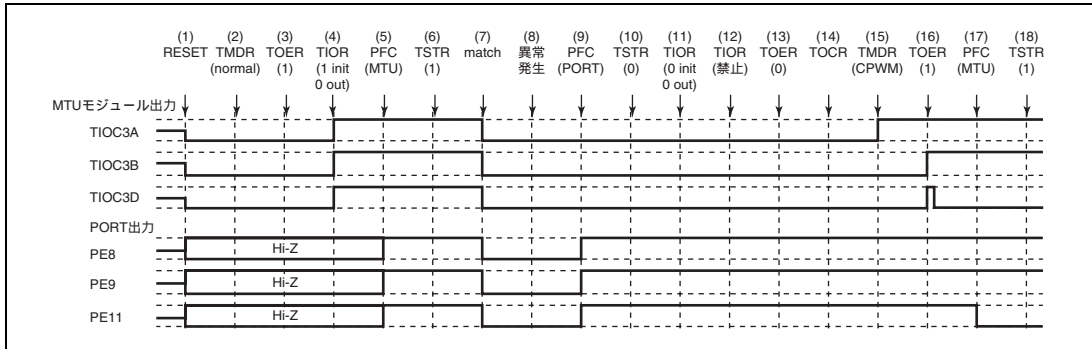 (1) (2) (3) (4) (5) (6) (7) (8) (9) (10) (11) (12) (13) (14) (15) (16) (17) (18)
RESET TMDR TOER TIOR PFC TSTR match 異常 PFC TSTR TIOR TIOR TOER TOCR TMDR TOER PFC TSTR
(normal) (1) (1 init (MTU) (1) 発生 (PORT) (0) (0 init (禁止) (0) (CPWM) (1) (MTU) (1)
0 out) 0 out)
MTUモジュール出力
TIOC3A
TIOC3B
TIOC3D
PORT出力
PE8 Hi-Z
PE9 Hi-Z
PE11 Hi-Z